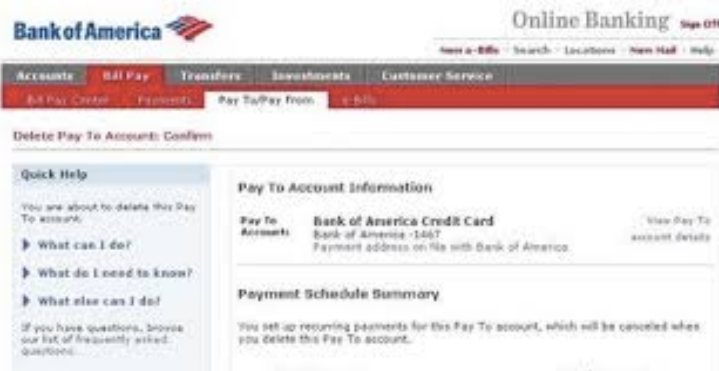 Bank of America
Online Banking
Sign Off
New e-Bills Search Locations New Mail Help
Accounts Bill Pay Transfers Investments Customer Service
Bill Pay Center Payments Pay To/Pay From e-Bills
Delete Pay To Account: Confirm
Quick Help
You are about to delete this Pay
To account.
What can I do?
What do I need to know?
What else can I do?
If you have questions, browse
our list of frequently asked
questions.
Pay To Account Information
Pay To
Accounts
Bank of America Credit Card
Bank of America -1467
Payment address on file with Bank of America
View Pay To
account details
Payment Schedule Summary
You set up recurring payments for this Pay To account, which will be canceled when
you delete this Pay To account.